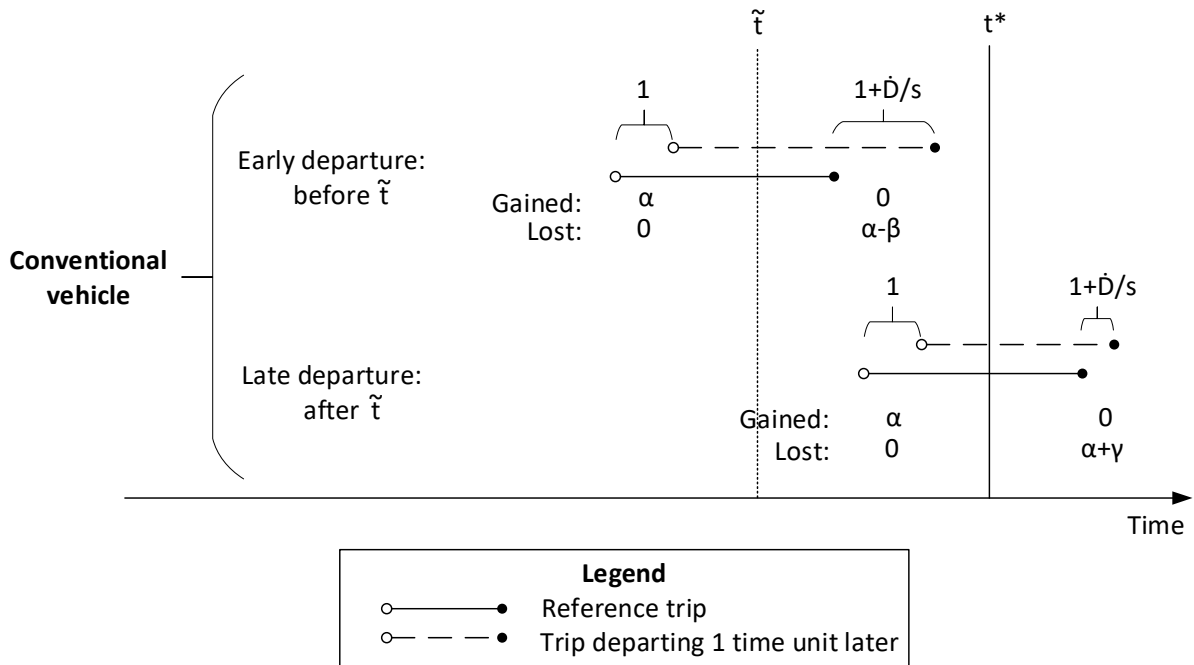 t̃ t*
1 1+Ḋ/s
Early departure:
before t̃
Gained: α 0
Lost: 0 α-β
Conventional
vehicle
1 1+Ḋ/s
Late departure:
after t̃
Gained: α 0
Lost: 0 α+γ
Time
Legend
Reference trip
Trip departing 1 time unit later